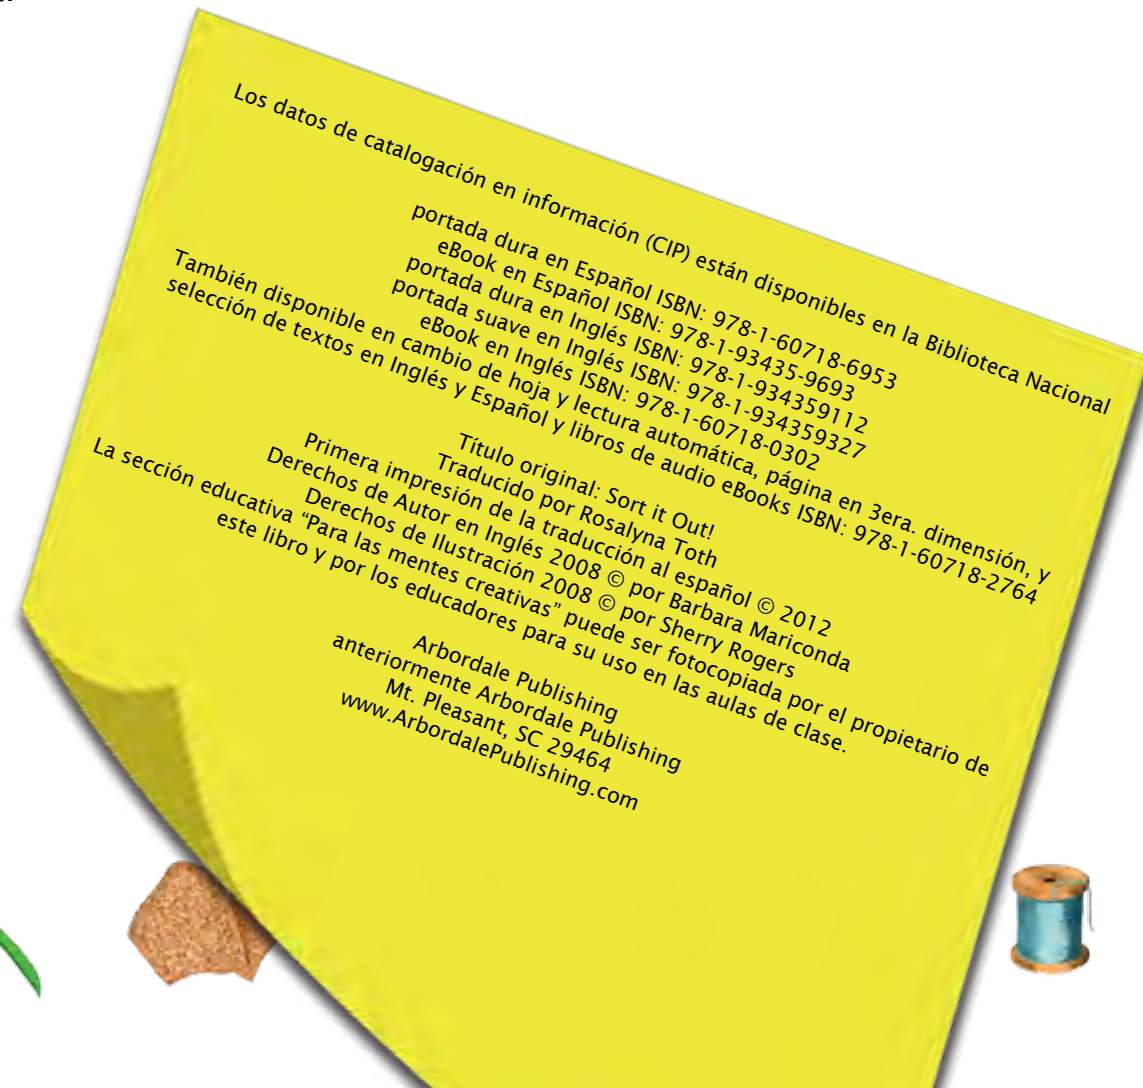 Los datos de catalogación en información (CIP) están disponibles en la Biblioteca Nacional
portada dura en Español ISBN: 978-1-60718-6953
eBook en Español ISBN: 978-1-93435-9693
portada dura en Inglés ISBN: 978-1-934359112
portada suave en Inglés ISBN: 978-1-934359327
eBook en Inglés ISBN: 978-1-60718-0302
También disponible en cambio de hoja y lectura automática, página en 3era. dimensión, y
selección de textos en Inglés y Español y libros de audio eBooks ISBN: 978-1-60718-2764
Título original: Sort it Out!
Traducido por Rosalyna Toth
Primera impresión de la traducción al español © 2012
Derechos de Autor en Inglés 2008 © por Barbara Mariconda
Derechos de Ilustración 2008 © por Sherry Rogers
La sección educativa “Para las mentes creativas” puede ser fotocopiada por el propietario de
este libro y por los educadores para su uso en las aulas de clase.
Arbordale Publishing
anteriormente Arbordale Publishing
Mt. Pleasant, SC 29464
www.ArbordalePublishing.com